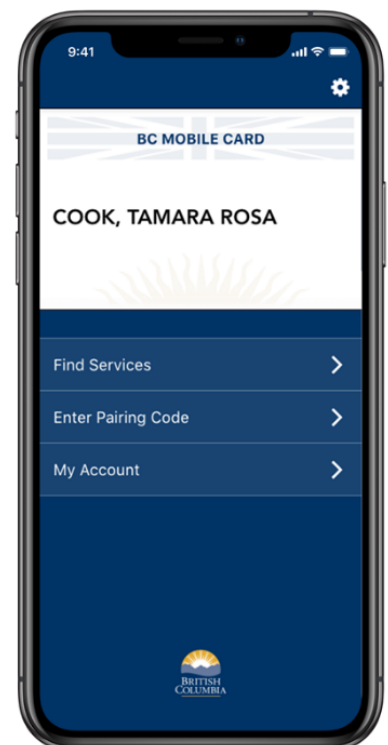 9:41
BC MOBILE CARD
COOK, TAMARA ROSA
Find Services
Enter Pairing Code
My Account
BRITISH
COLUMBIA